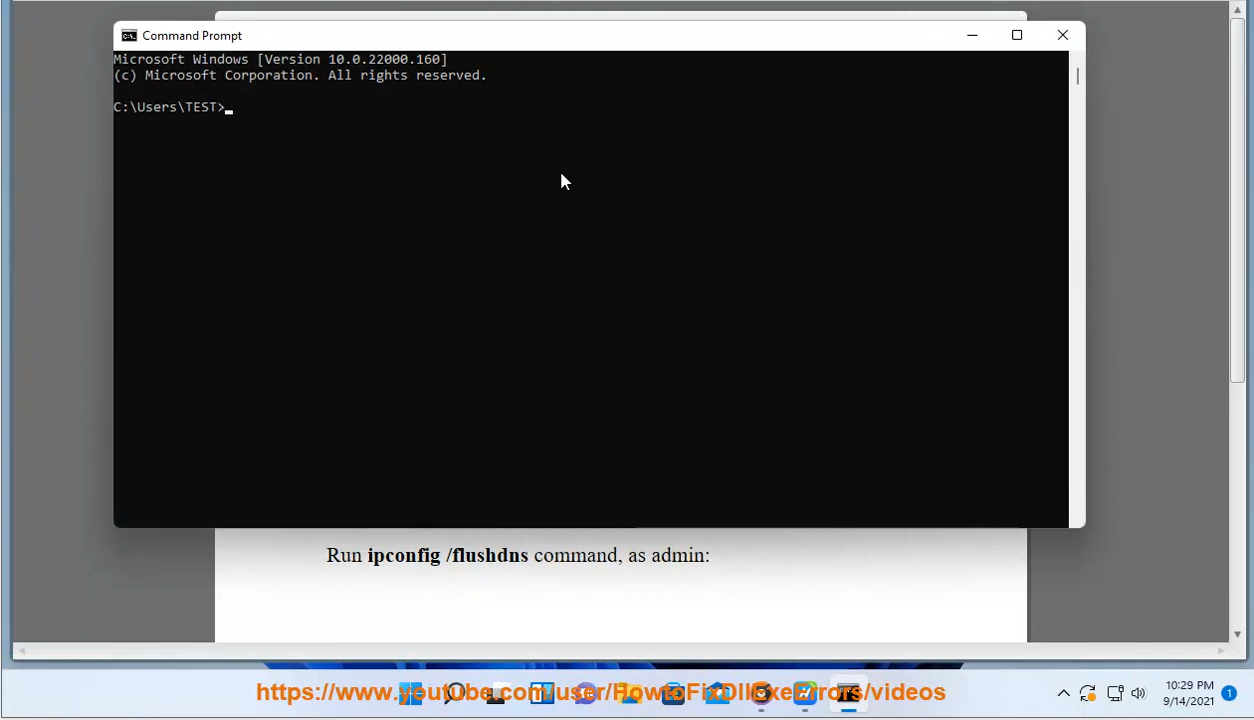 Command Prompt
Microsoft Windows [Version 10.0.22000.160]
(c) Microsoft Corporation. All rights reserved.
C:\Users\TEST>
Run ipconfig /flushdns command, as admin:
https://www.youtube.com/user/HowtoFixDllExeErrors/videos
10:29 PM
9/14/2021
1